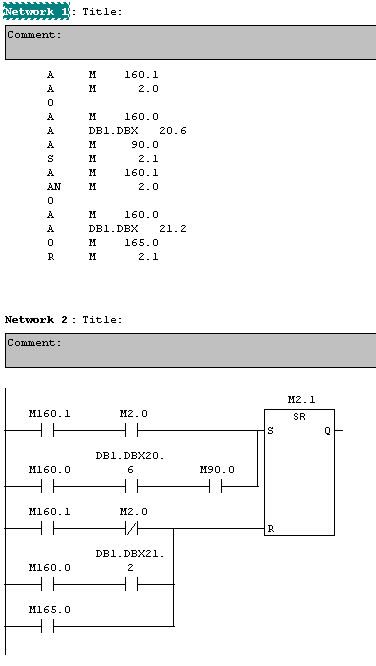 Network 1: Title:
Comment:
A M 160.1
A M 2.0
O
A M 160.0
A DB1.DBX 20.6
A M 90.0
S M 2.1
A M 160.1
AN M 2.0
O
A M 160.0
A DB1.DBX 21.2
O M 165.0
R M 2.1
Network 2: Title:
Comment:
M2.1
M160.1 M2.0 SR
S Q
DB1.DBX20.
M160.0 6 M90.0
M160.1 M2.0
R
DB1.DBX21.
M160.0 2
M165.0